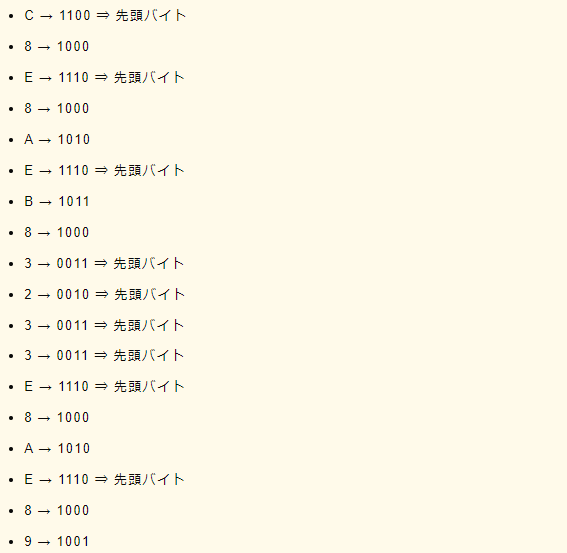 • C → 1100 ⇒ 先頭バイト
• 8 → 1000
• E → 1110 ⇒ 先頭バイト
• 8 → 1000
• A → 1010
• E → 1110 ⇒ 先頭バイト
• B → 1011
• 8 → 1000
• 3 → 0011 ⇒ 先頭バイト
• 2 → 0010 ⇒ 先頭バイト
• 3 → 0011 ⇒ 先頭バイト
• 3 → 0011 ⇒ 先頭バイト
• E → 1110 ⇒ 先頭バイト
• 8 → 1000
• A → 1010
• E → 1110 ⇒ 先頭バイト
• 8 → 1000
• 9 → 1001